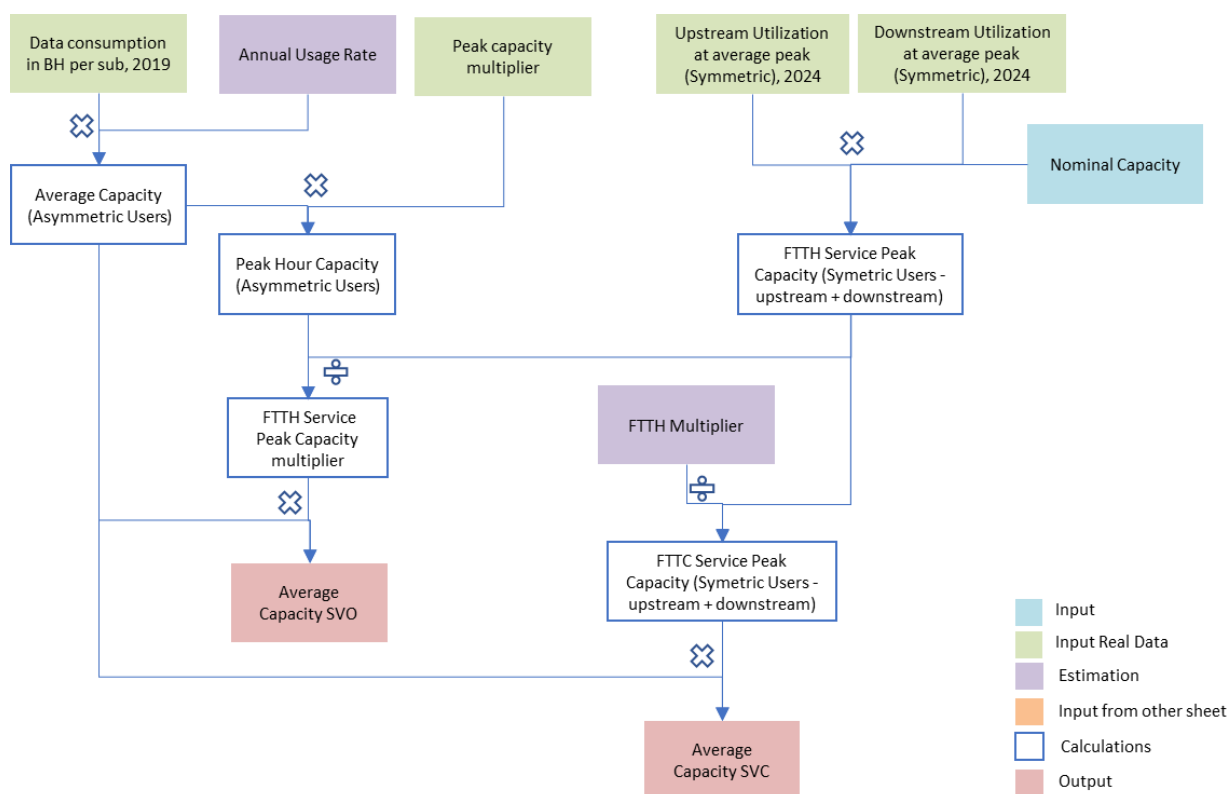 Data consumption
in BH per sub, 2019
Annual Usage Rate
Peak capacity
multiplier
Upstream Utilization
at average peak
(Symmetric), 2024
Downstream Utilization
at average peak
(Symmetric), 2024
Nominal Capacity
Average Capacity
(Asymmetric Users)
Peak Hour Capacity
(Asymmetric Users)
FTTH Service Peak
Capacity (Symetric Users -
upstream + downstream)
FTTH Service
Peak Capacity
multiplier
FTTH Multiplier
FTTC Service Peak
Capacity (Symetric Users -
upstream + downstream)
Average
Capacity SVO
Average
Capacity SVC
Input
Input Real Data
Estimation
Input from other sheet
Calculations
Output